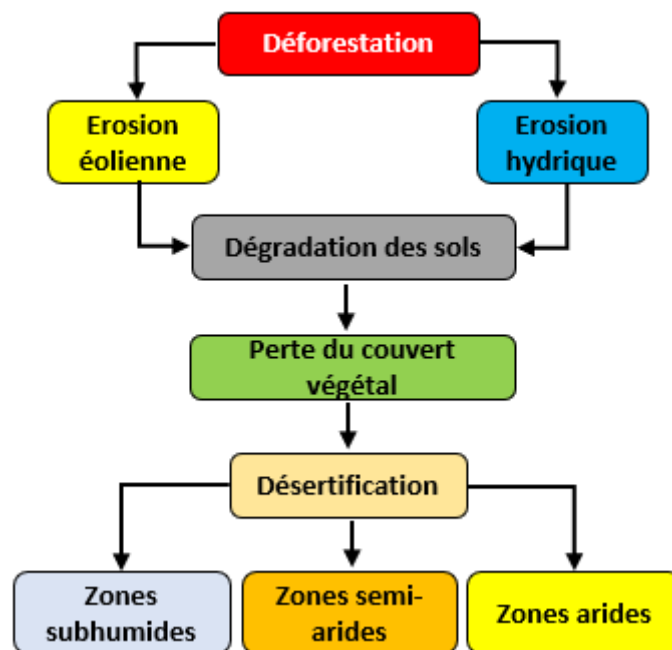 Déforestation
Erosion
éolienne
Erosion
hydrique
Dégradation des sols
Perte du couvert
végétal
Désertification
Zones
subhumides
Zones semi-
arides
Zones arides